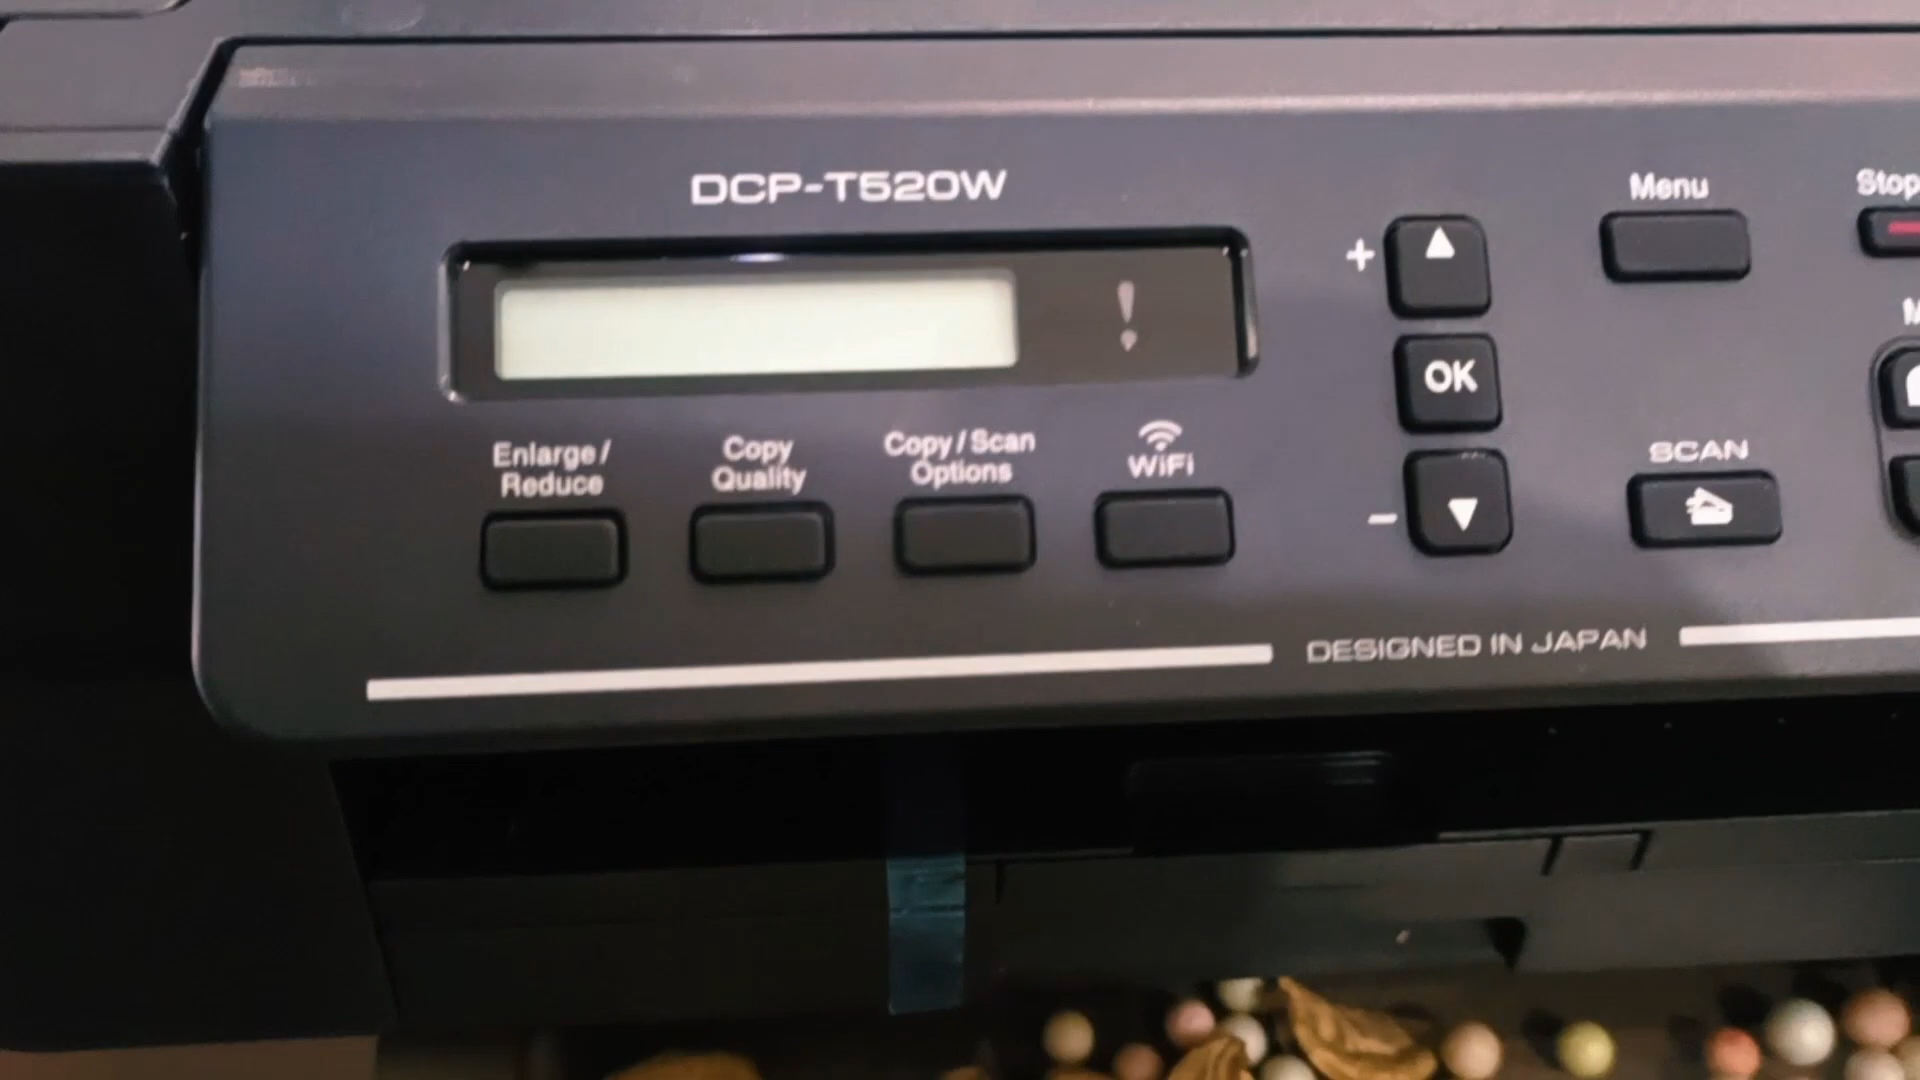 DCP-T520W
Menu
Stop
+
!
OK
Enlarge/
Reduce
Copy
Quality
Copy/Scan
Options
WiFi
SCAN
-
DESIGNED IN JAPAN